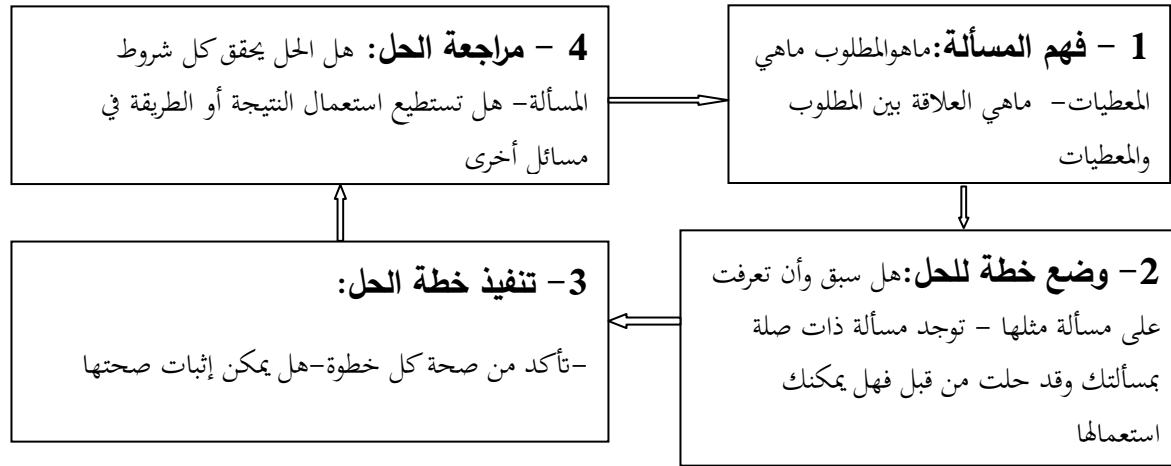 1 - فهم المسألة:ماهوالمطلوب ماهي
المعطيات- ماهي العلاقة بين المطلوب
والمعطيات
2- وضع خطة للحل:هل سبق وأن تعرفت
على مسألة مثلها - توجد مسألة ذات صلة
بمسألتك وقد حلت من قبل فهل يمكنك
استعمالها
3- تنفيذ خطة الحل:
-تأكد من صحة كل خطوة-هل يمكن إثبات صحتها
4 - مراجعة الحل: هل الحل يحقق كل شروط
المسألة- هل تستطيع استعمال النتيجة أو الطريقة في
مسائل أخرى